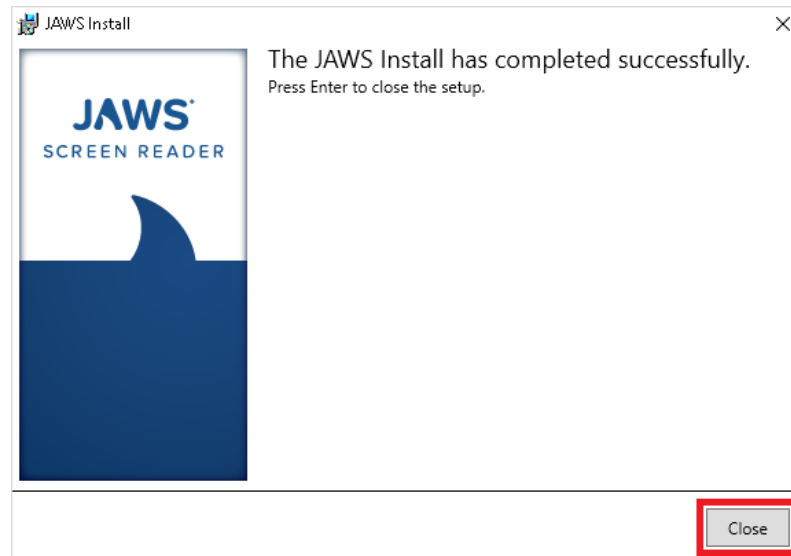 JAWS Install
The JAWS Install has completed successfully.
Press Enter to close the setup.
JAWS
SCREEN READER
Close